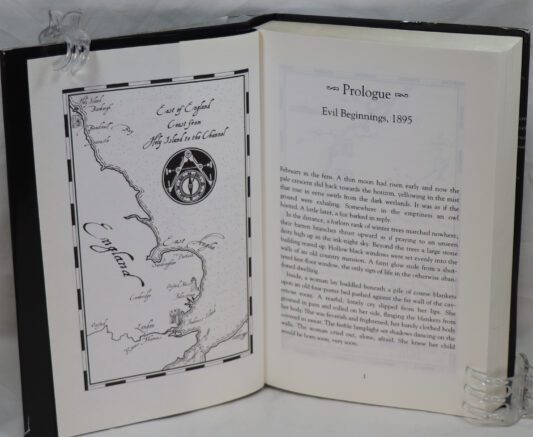 East of England
Coast from
Holy Island to the Channel
Holy Island
England
East
Cambridge
London
Prologue
Evil Beginnings, 1895
February in the fens. A thin moon had risen early and now the
pale crescent slid back towards the horizon, yellowing in the mist
that rose in eerie swirls from the dark wetlands. It was as if the
ground were exhaling. Somewhere in the emptiness an owl
hooted. A little later, a fox barked in reply.
In the distance, a forlorn rank of winter trees marched nowhere;
their barren branches thrust upward as if praying to an unseen
deity high up in the ink-night sky. Beyond the trees a large stone
building reared up. Hollow black windows were set evenly into the
walls of an old country mansion. A faint glow stole from a shut-
tered first-floor window, the only sign of life in the otherwise aban-
doned dwelling.
Inside, a woman lay huddled beneath a pile of coarse blankets
upon an old four-poster bed pushed against the far wall of the cav-
ernous room. A fearful, lonely cry slipped from her lips. She
groaned in pain and rolled on her side, flinging the blankets from
her body. She was feverish and frightened, her barely clothed body
covered in sweat. The feeble lamplight set shadows dancing on the
walls. The woman cried out, alone, afraid. She knew her child
would be born soon, very soon.
1